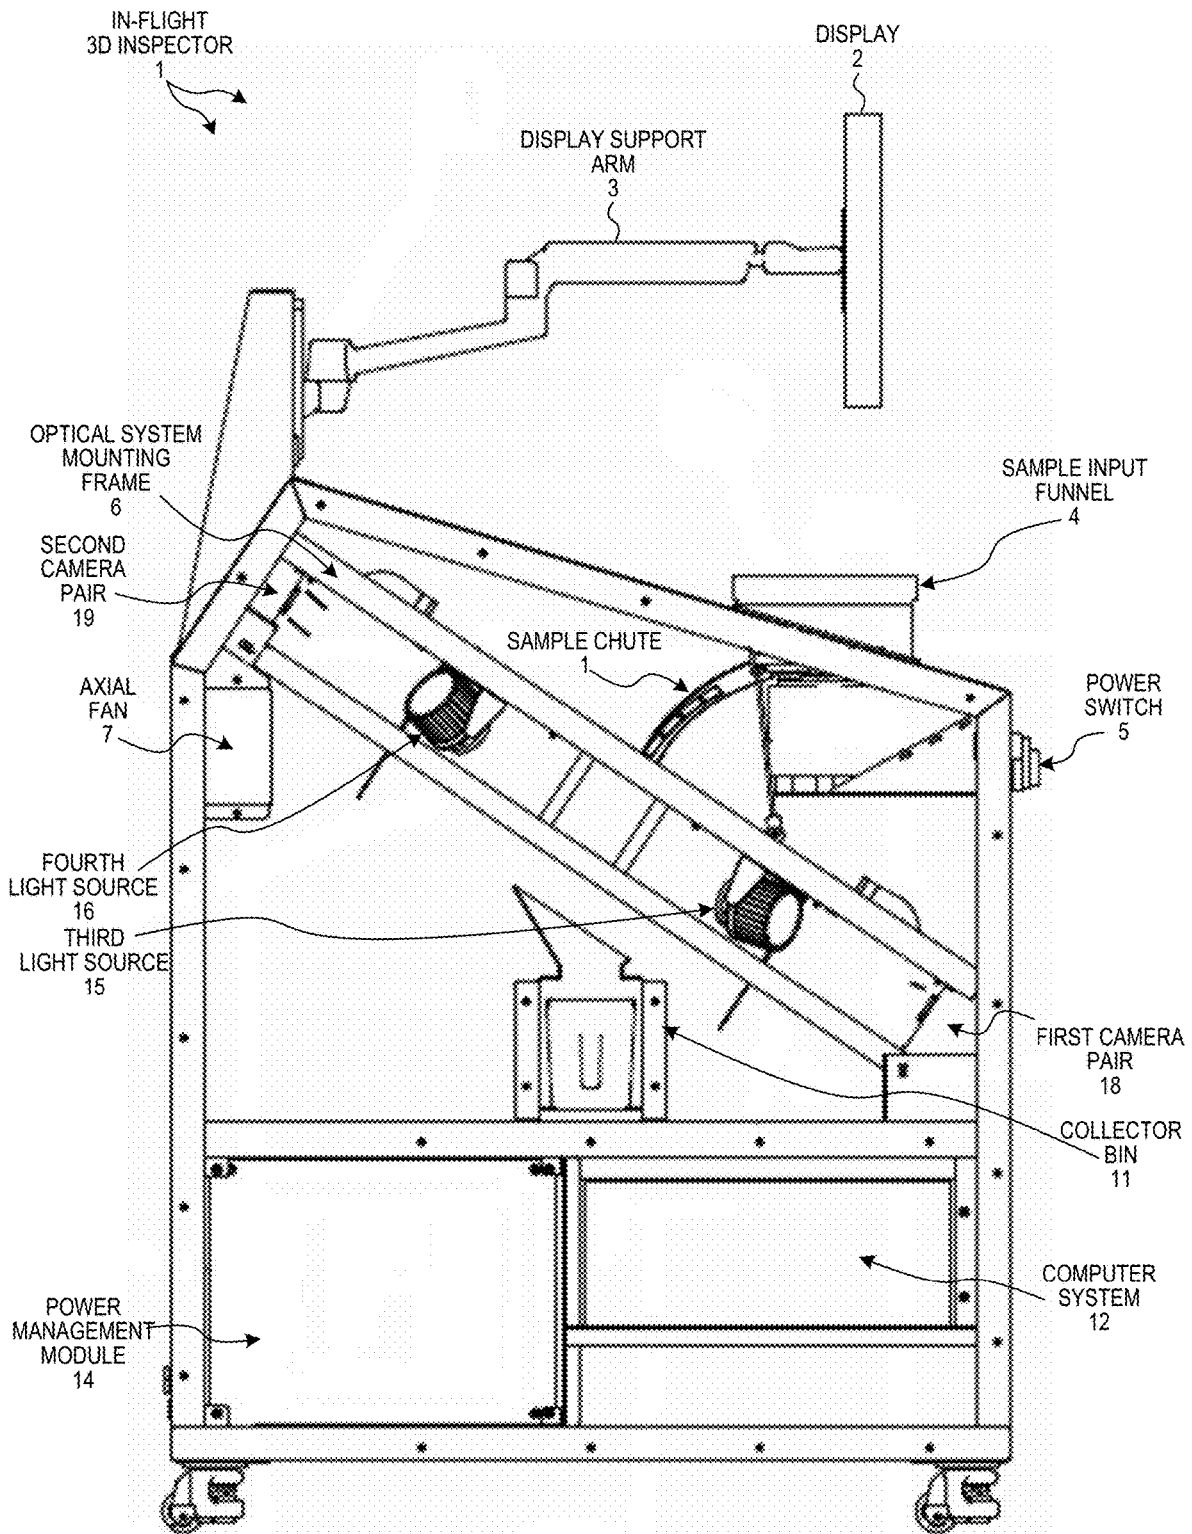 IN-FLIGHT
3D INSPECTOR
1
DISPLAY
2
DISPLAY SUPPORT
ARM
3
OPTICAL SYSTEM
MOUNTING
FRAME
6
SAMPLE INPUT
FUNNEL
4
SECOND
CAMERA
PAIR
19
SAMPLE CHUTE
1
AXIAL
FAN
7
POWER
SWITCH
5
FOURTH
LIGHT SOURCE
16
THIRD
LIGHT SOURCE
15
FIRST CAMERA
PAIR
18
COLLECTOR
BIN
11
COMPUTER
SYSTEM
12
POWER
MANAGEMENT
MODULE
14